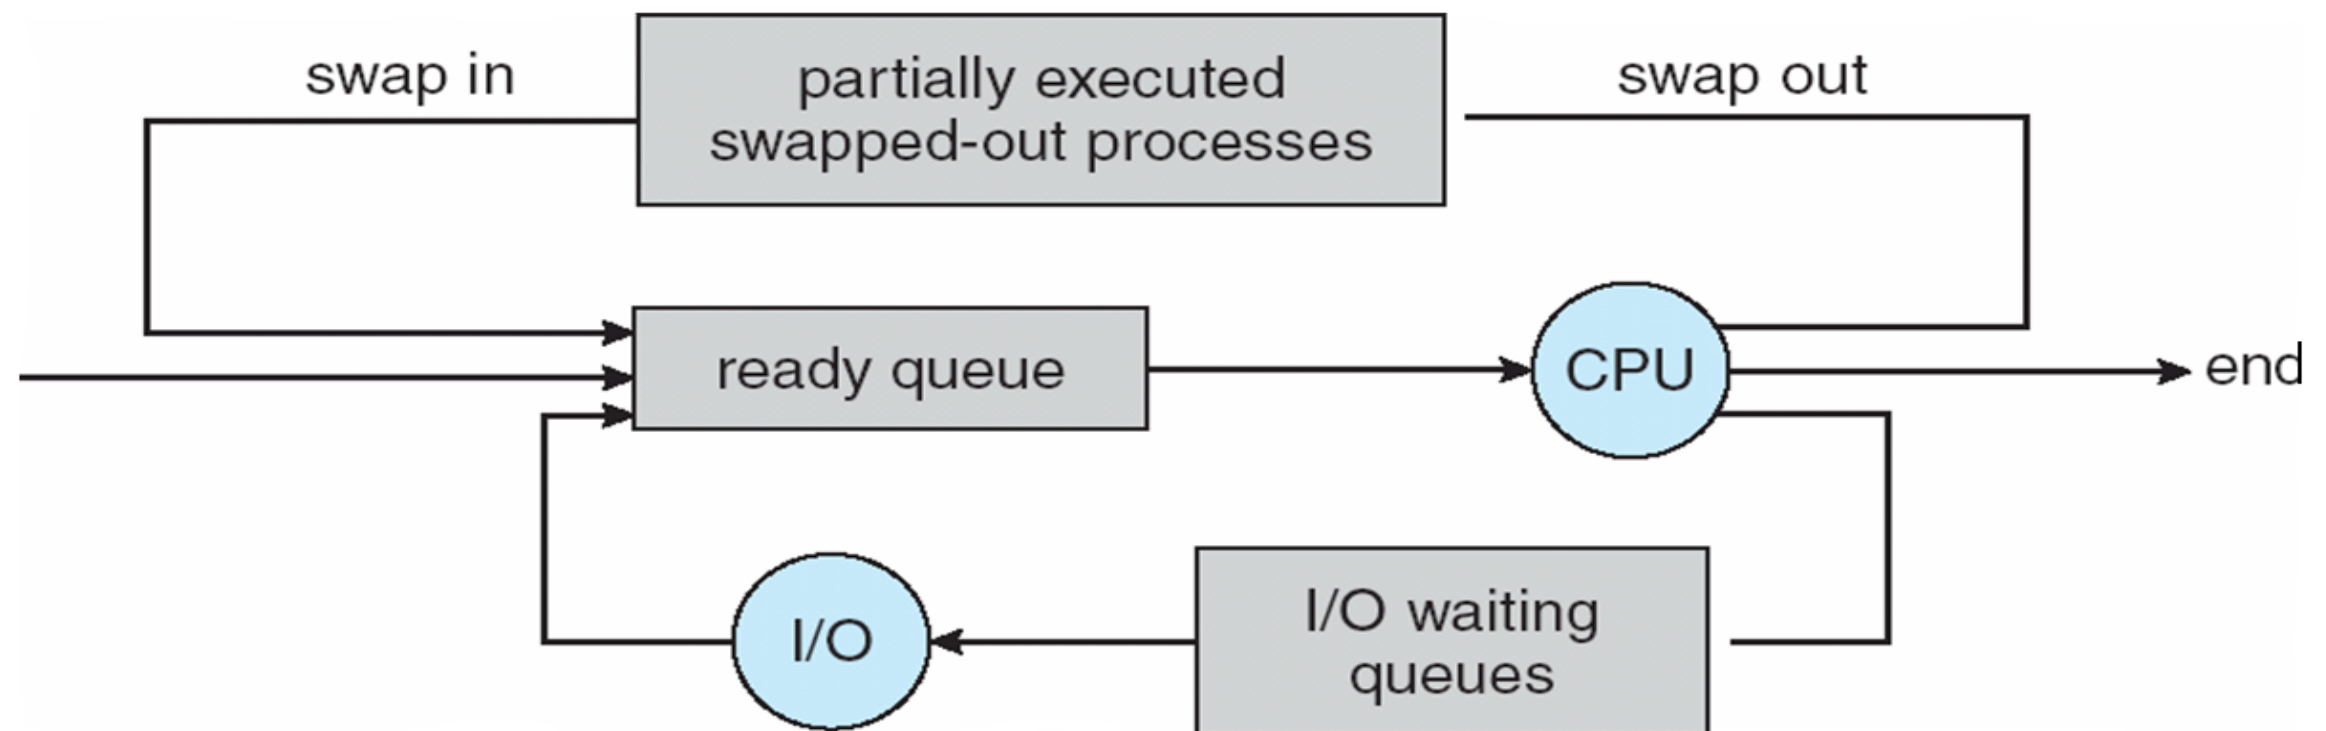 swap in
partially executed
swapped-out processes
swap out
ready queue
CPU
end
I/O
I/O waiting
queues